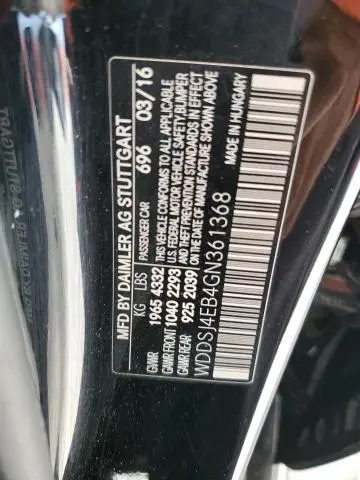 MFD BY DAIMLER AG STUTTGART
PASSENGER CAR 696 03/16
KG LBS THIS VEHICLE CONFORMS TO ALL APPLICABLE
GVWR 1965 4332 U.S. FEDERAL MOTOR VEHICLE SAFETY, BUMPER
GAWR FRONT 1040 2293 AND THEFT PREVENTION STANDARDS IN EFFECT
GAWR REAR 925 2039 ON THE DATE OF MANUFACTURE SHOWN ABOVE
WDDSJ4EB4GN361368 MADE IN HUNGARY